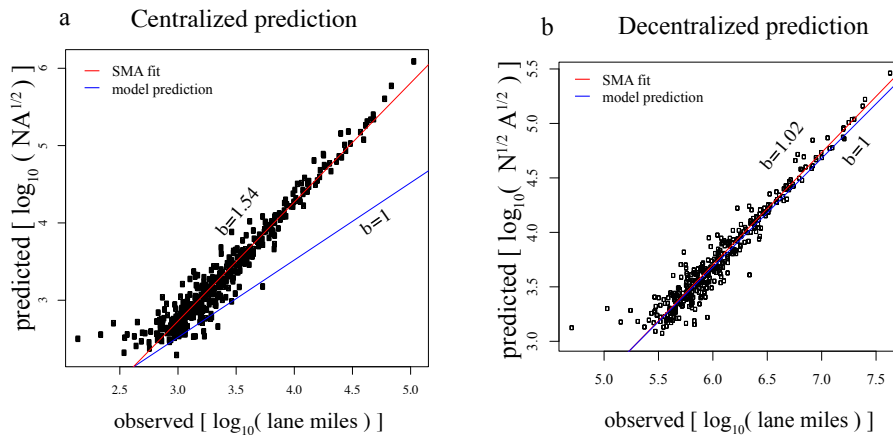 a
Centralized prediction
predicted [ log10( NA1/2) ]
6
5
4
3
SMA fit
model prediction
b=1.54
b=1
2.5 3.0 3.5 4.0 4.5 5.0
observed [ log10( lane miles ) ]
b
Decentralized prediction
predicted [ log10( N1/2 A1/2) ]
5.5
5.0
4.5
4.0
3.5
3.0
SMA fit
model prediction
b=1.02
b=1
5.0 5.5 6.0 6.5 7.0 7.5
observed [ log10( lane miles ) ]